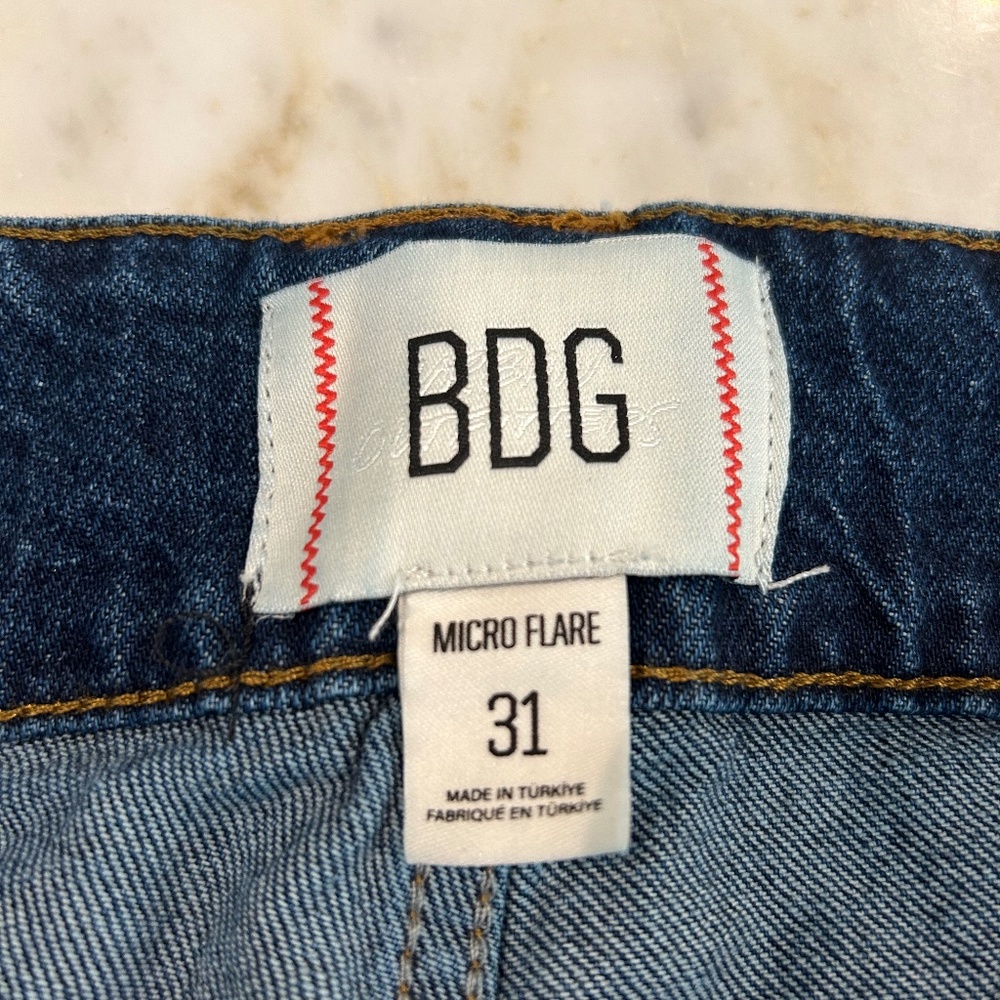 BDG
MICRO FLARE
31
MADE IN TÜRKİYE
FABRIQUÉ EN TÜRKİYE